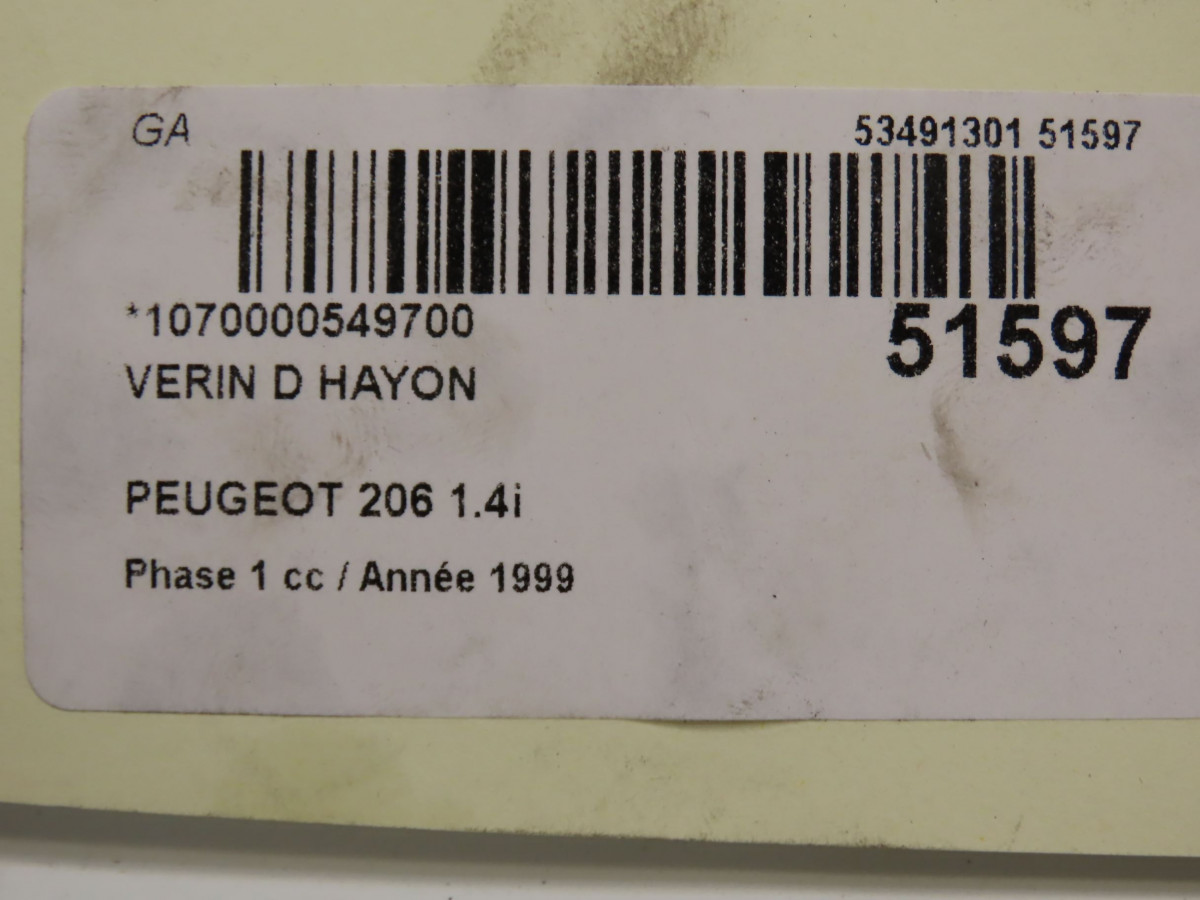 GA
53491301 51597
*1070000549700
51597
VERIN D HAYON
PEUGEOT 206 1.4i
Phase 1 cc / Année 1999